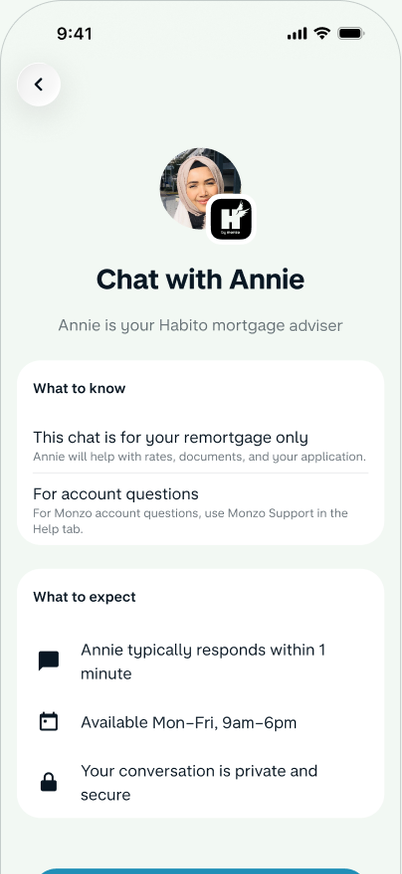 9:41
H
by monzo
Chat with Annie
Annie is your Habito mortgage adviser
What to know
This chat is for your remortgage only
Annie will help with rates, documents, and your application.
For account questions
For Monzo account questions, use Monzo Support in the
Help tab.
What to expect
Annie typically responds within 1
minute
Available Mon–Fri, 9am–6pm
Your conversation is private and
secure